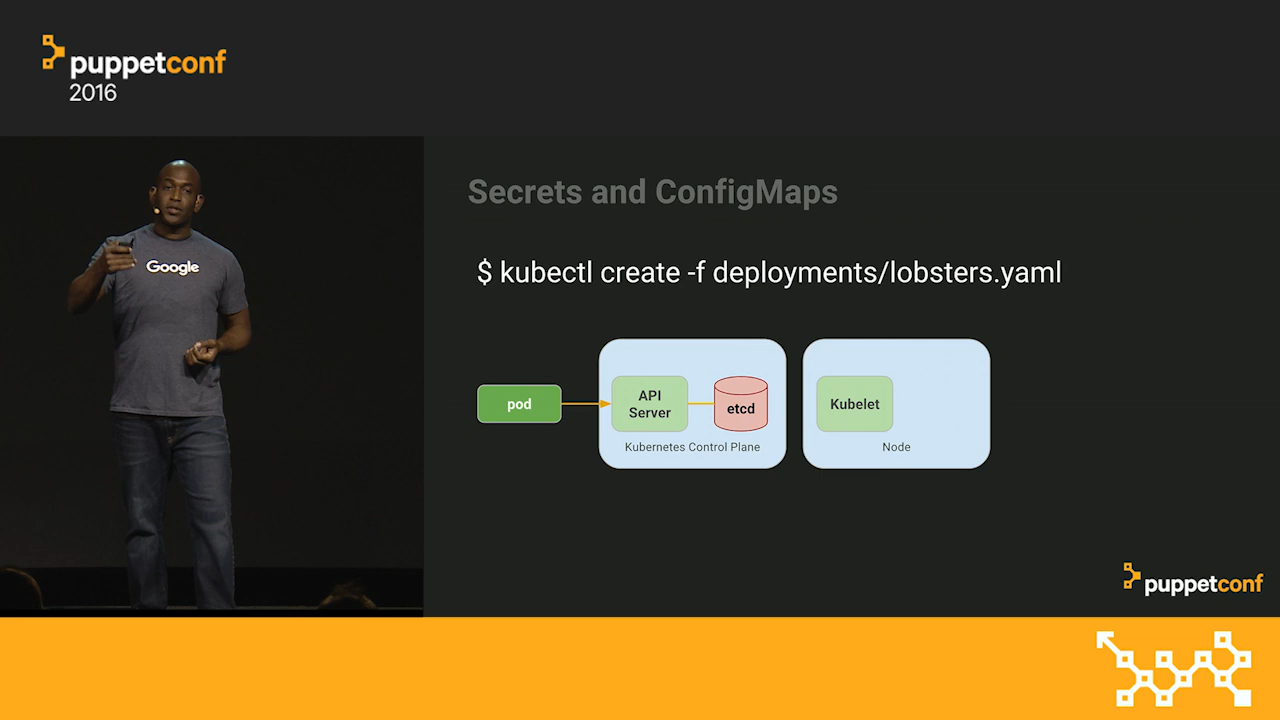 puppetconf
2016
Google
Secrets and ConfigMaps
$ kubectl create -f deployments/lobsters.yaml
pod
API
Server
etcd
Kubernetes Control Plane
Kubelet
Node
puppetconf